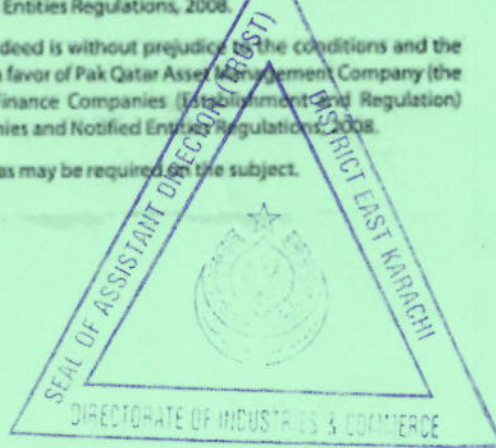 Entities Regulations, 2008.
deed is without prejudice to the conditions and the
favor of Pak Qatar Asset Management Company (the
Finance Companies (Establishment and Regulation)
nies and Notified Entities Regulations, 2008.
as may be required on the subject.
SEAL OF ASSISTANT DIRECTOR (TRUST)
DISTRICT EAST KARACHI
DIRECTORATE OF INDUSTRIES & COMMERCE